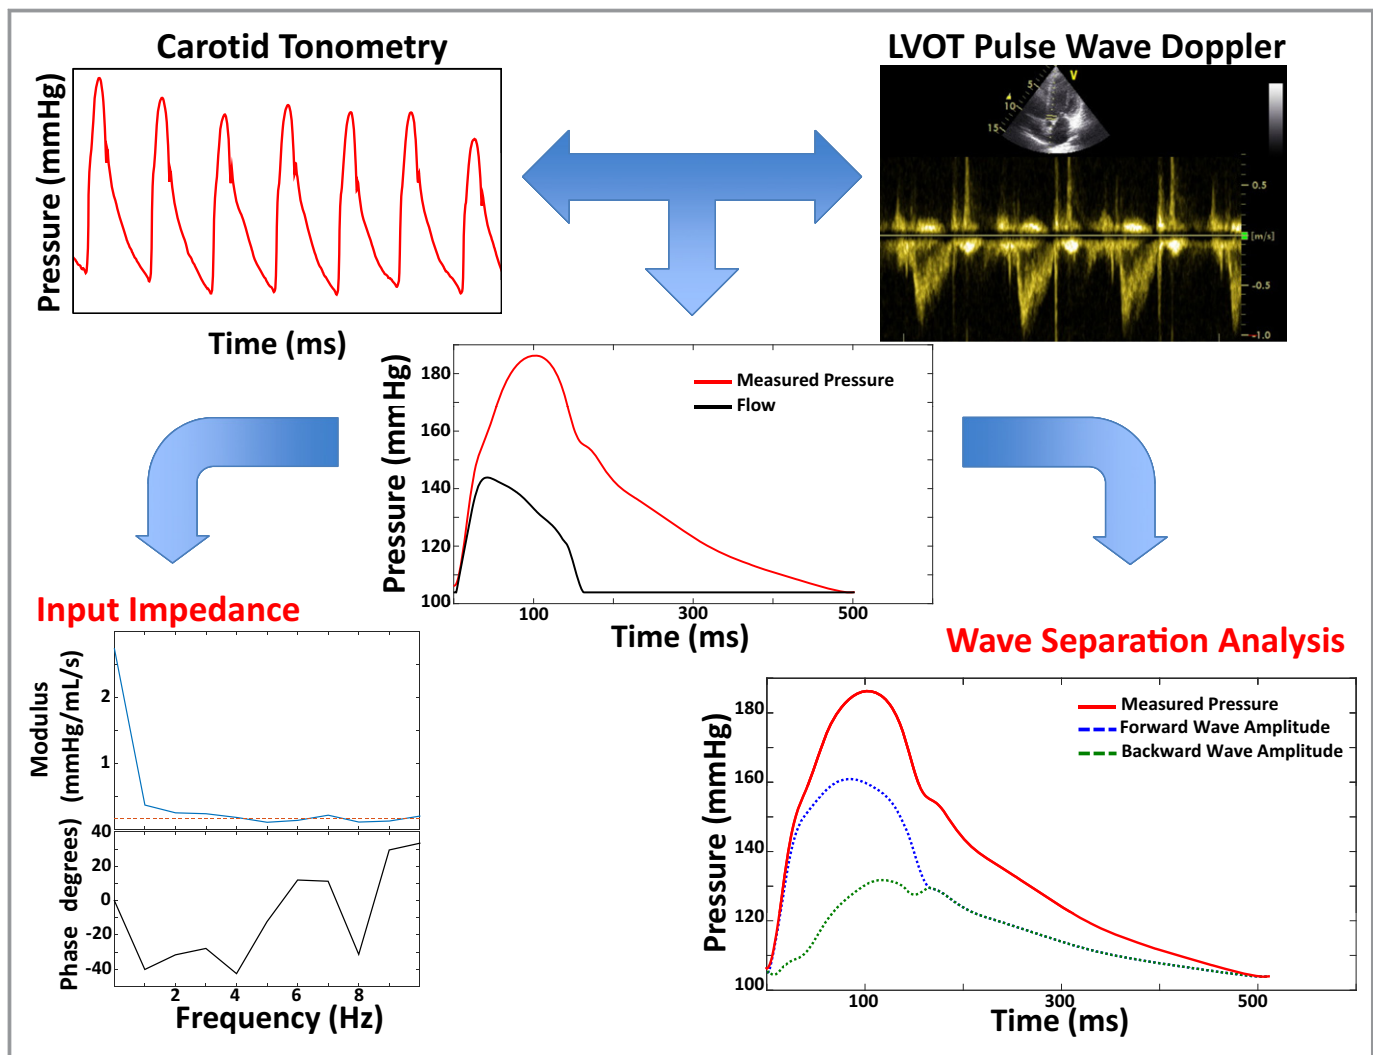 Carotid Tonometry
Pressure (mmHg)
Time (ms)
LVOT Pulse Wave Doppler
V
5
10
15
0.5
[m/s]
-0.5
-1.0
Pressure (mmHg)
180
160
140
120
100
Measured Pressure
Flow
100
300
500
Time (ms)
Input Impedance
Modulus
(mmHg/mL/s)
2
1
Phase degrees)
40
20
0
-20
-40
2
4
6
8
Frequency (Hz)
Wave Separation Analysis
Pressure (mmHg)
180
160
140
120
100
Measured Pressure
Forward Wave Amplitude
Backward Wave Amplitude
100
300
500
Time (ms)